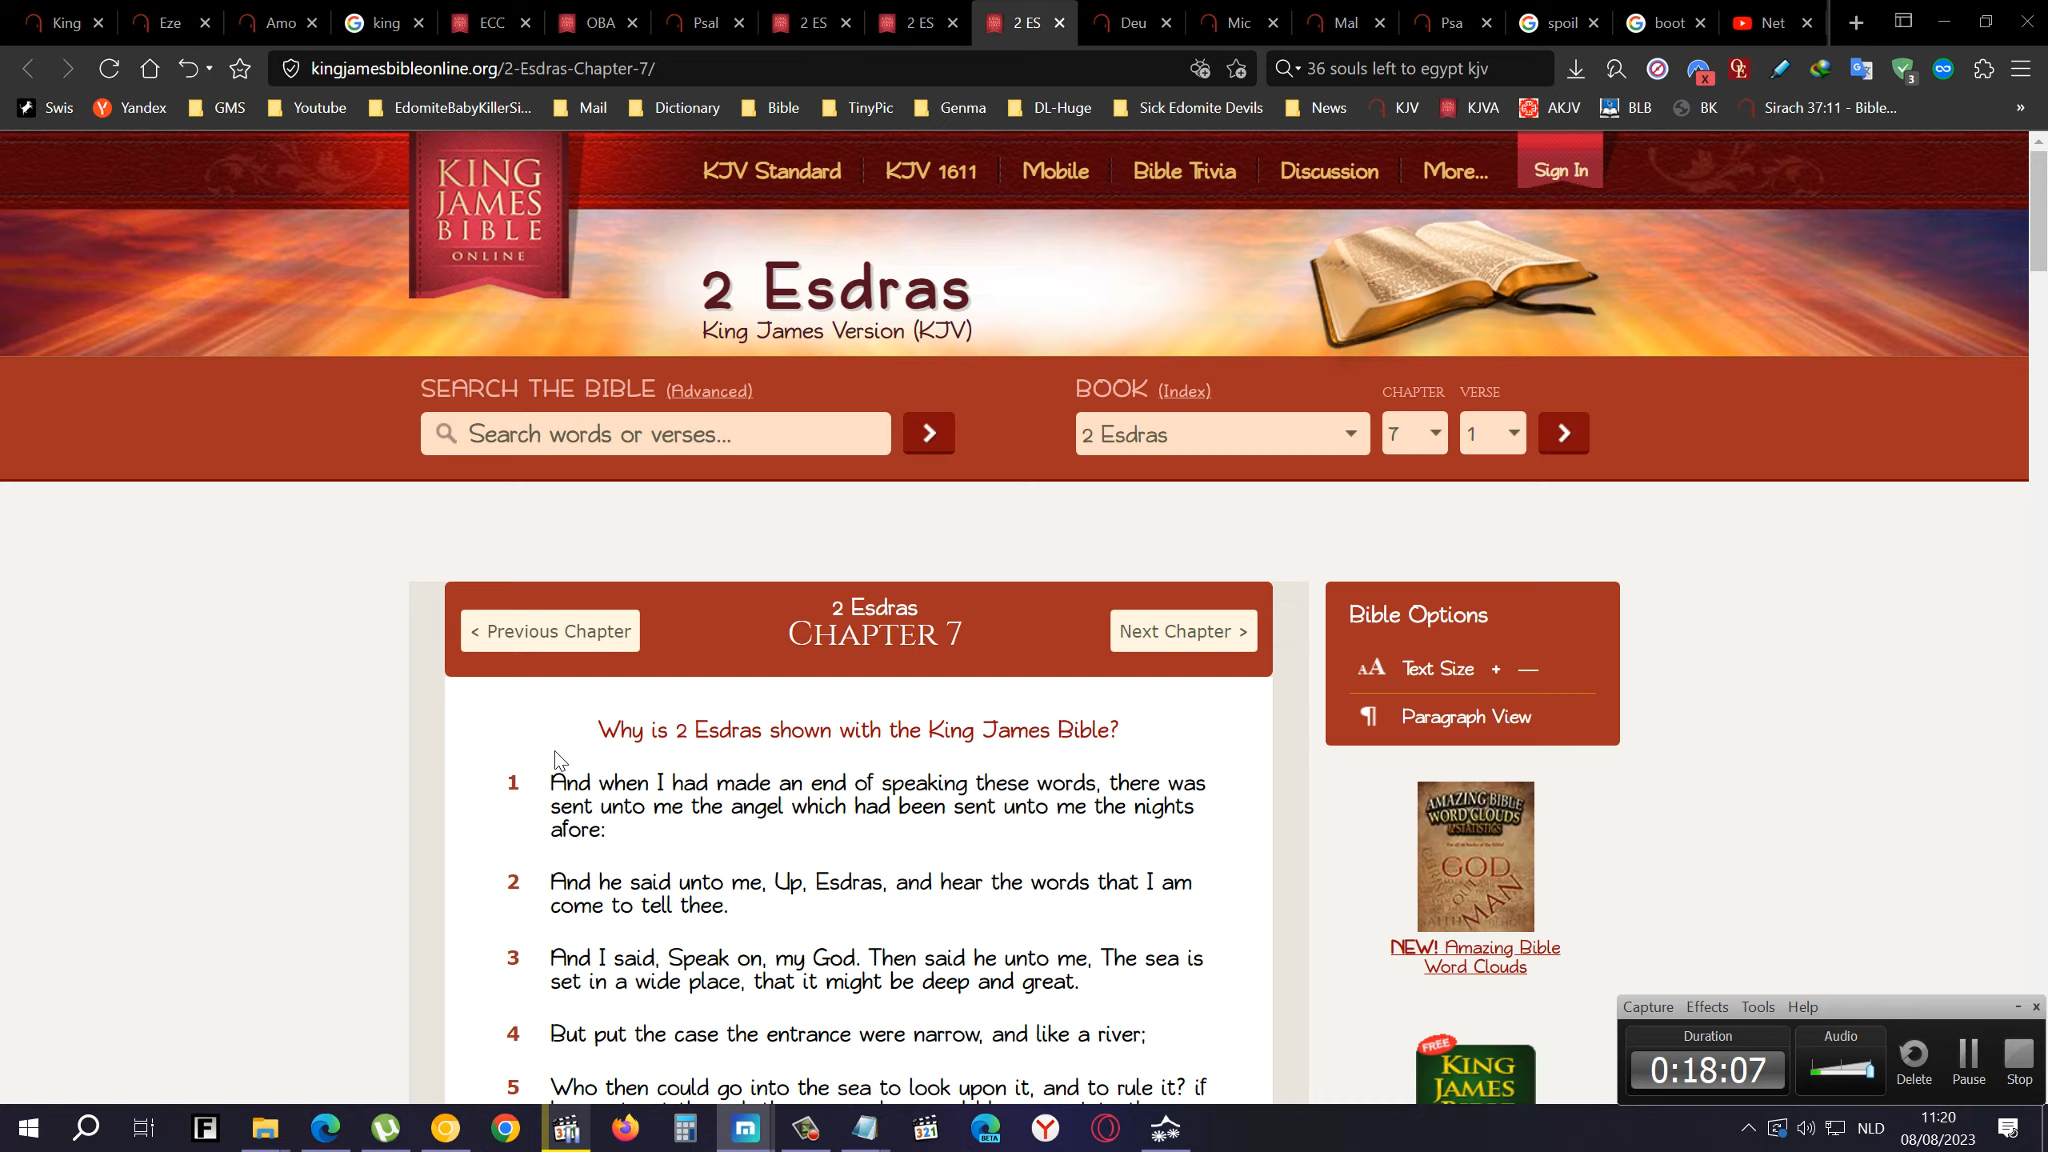 King
Eze
Amo
king
ECC
OBA
Psal
2 ES
2 ES
2 ES
Deu
Mic
Mal
Psa
spoil
boot
Net
kingjamesbibleonline.org/2-Esdras-Chapter-7/
36 souls left to egypt kjv
Swis
Yandex
GMS
Youtube
EdomiteBabyKillerSi...
Mail
Dictionary
Bible
TinyPic
Genma
DL-Huge
Sick Edomite Devils
News
KJV
KJVA
AKJV
BLB
BK
Sirach 37:11 - Bible...
KING
JAMES
BIBLE
ONLINE
KJV Standard
KJV 1611
Mobile
Bible Trivia
Discussion
More...
Sign In
2 Esdras
King James Version (KJV)
SEARCH THE BIBLE (Advanced)
Search words or verses...
BOOK (Index)
CHAPTER
VERSE
2 Esdras
7
1
< Previous Chapter
2 Esdras
CHAPTER 7
Next Chapter >
Why is 2 Esdras shown with the King James Bible?
1 And when I had made an end of speaking these words, there was
sent unto me the angel which had been sent unto me the nights
afore:
2 And he said unto me, Up, Esdras, and hear the words that I am
come to tell thee.
3 And I said, Speak on, my God. Then said he unto me, The sea is
set in a wide place, that it might be deep and great.
4 But put the case the entrance were narrow, and like a river;
5 Who then could go into the sea to look upon it, and to rule it? if
Bible Options
AA Text Size + —
¶ Paragraph View
AMAZING BIBLE
WORD CLOUDS
& STATISTICS
GOD
MAN
NEW! Amazing Bible
Word Clouds
FREE
KING
JAMES
Capture Effects Tools Help
Duration
Audio
0:18:07
Delete
Pause
Stop
NLD
11:20
08/08/2023